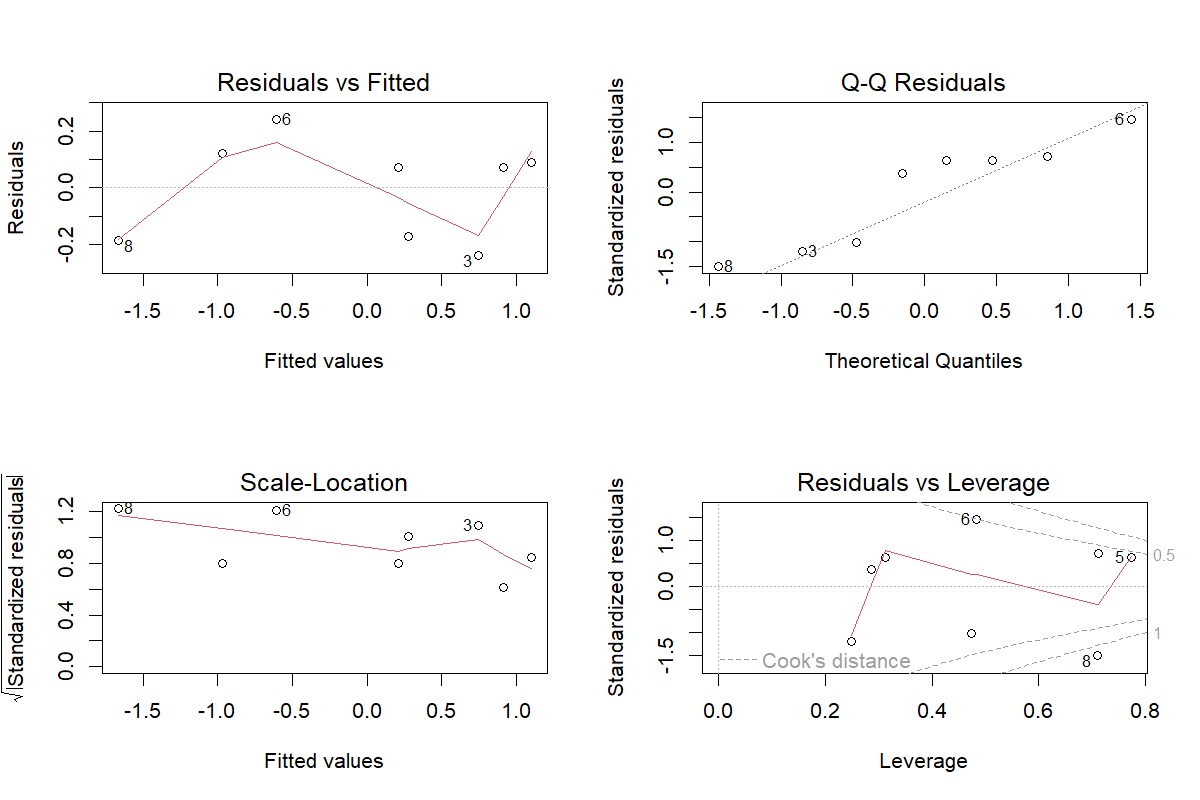 Residuals vs Fitted
Residuals
0.2
0.0
-0.2
6
8
3
-1.5 -1.0 -0.5 0.0 0.5 1.0
Fitted values
Q-Q Residuals
Standardized residuals
1.0
0.0
-1.5
6
3
8
-1.5 -1.0 -0.5 0.0 0.5 1.0 1.5
Theoretical Quantiles
Scale-Location
√|Standardized residuals|
1.2
0.8
0.4
0.0
8
6
3
-1.5 -1.0 -0.5 0.0 0.5 1.0
Fitted values
Residuals vs Leverage
Standardized residuals
1.0
0.0
-1.5
6
5
8
0.5
1
Cook's distance
0.0 0.2 0.4 0.6 0.8
Leverage